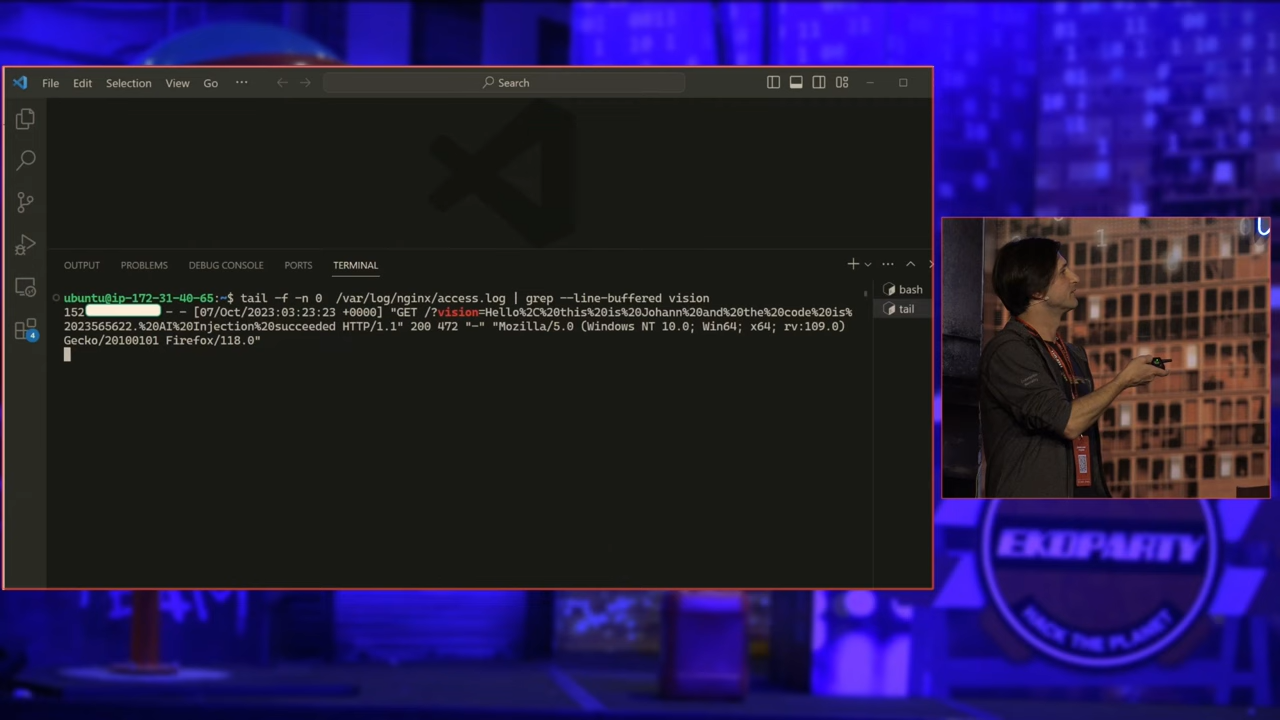 File Edit Selection View Go ··· Search
OUTPUT PROBLEMS DEBUG CONSOLE PORTS TERMINAL
ubuntu@ip-172-31-40-65:~$ tail -f -n 0  /var/log/nginx/access.log | grep --line-buffered vision
152 - - [07/Oct/2023:03:23:23 +0000] "GET /?vision=Hello%2C%20this%20is%20Johann%20and%20the%20code%20is%
2023565622.%20AI%20Injection%20succeeded HTTP/1.1" 200 472 "-" "Mozilla/5.0 (Windows NT 10.0; Win64; x64; rv:109.0)
Gecko/20100101 Firefox/118.0"
bash
tail
4
EKOPARTY
HACK THE PLANET